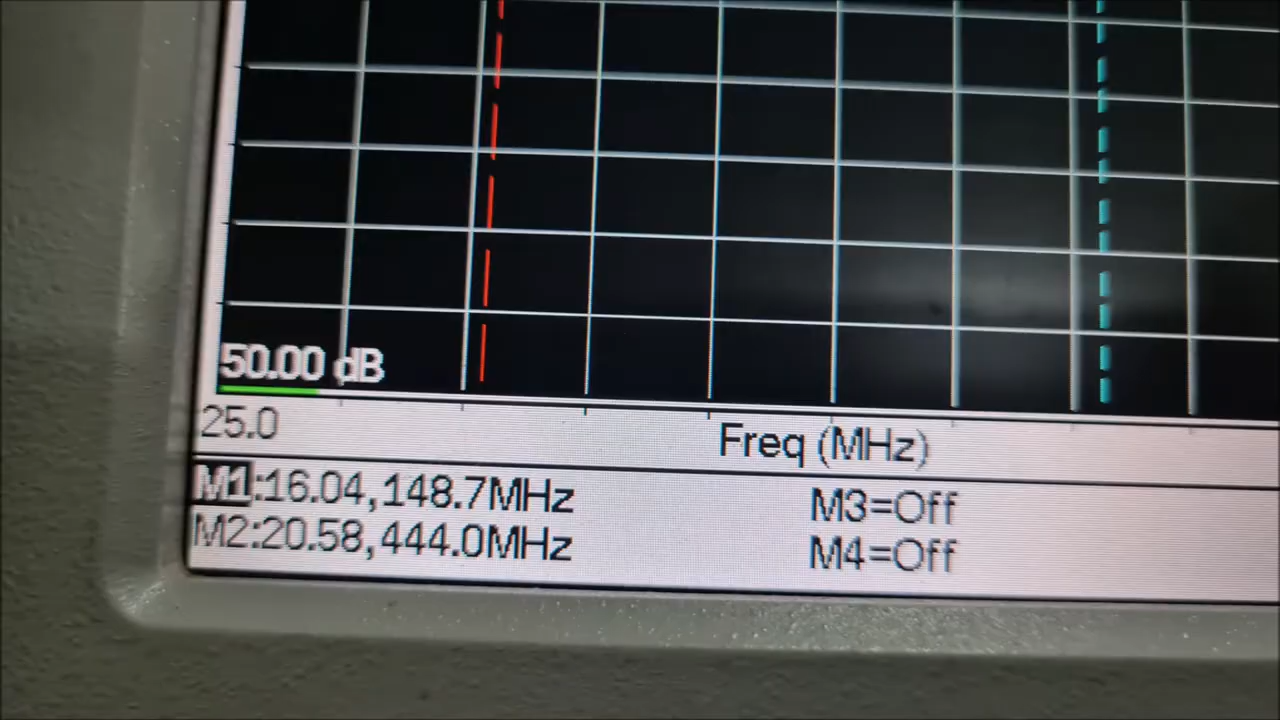 50.00 dB
25.0
Freq (MHz)
M1:16.04,148.7MHz
M3=Off
M2:20.58,444.0MHz
M4=Off